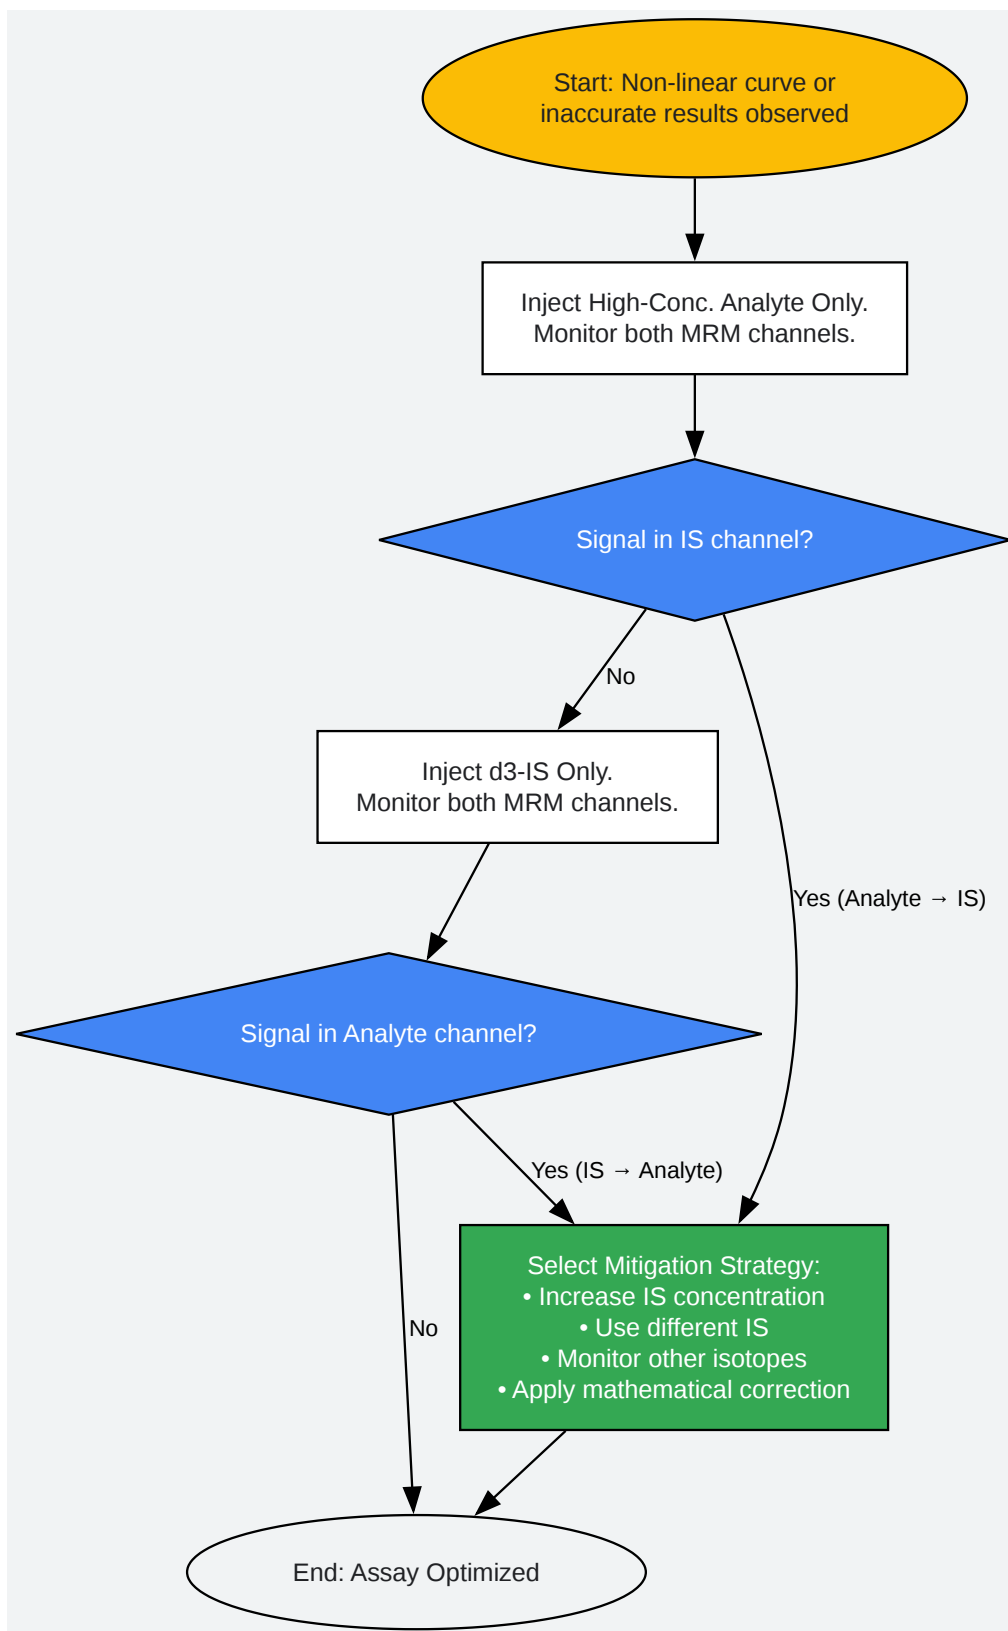 Start: Non-linear curve or
inaccurate results observed
Inject High-Conc. Analyte Only.
Monitor both MRM channels.
Signal in IS channel?
No
Inject d3-IS Only.
Monitor both MRM channels.
Yes (Analyte → IS)
Signal in Analyte channel?
Yes (IS → Analyte)
Select Mitigation Strategy:
• Increase IS concentration
• Use different IS
• Monitor other isotopes
• Apply mathematical correction
No
End: Assay Optimized